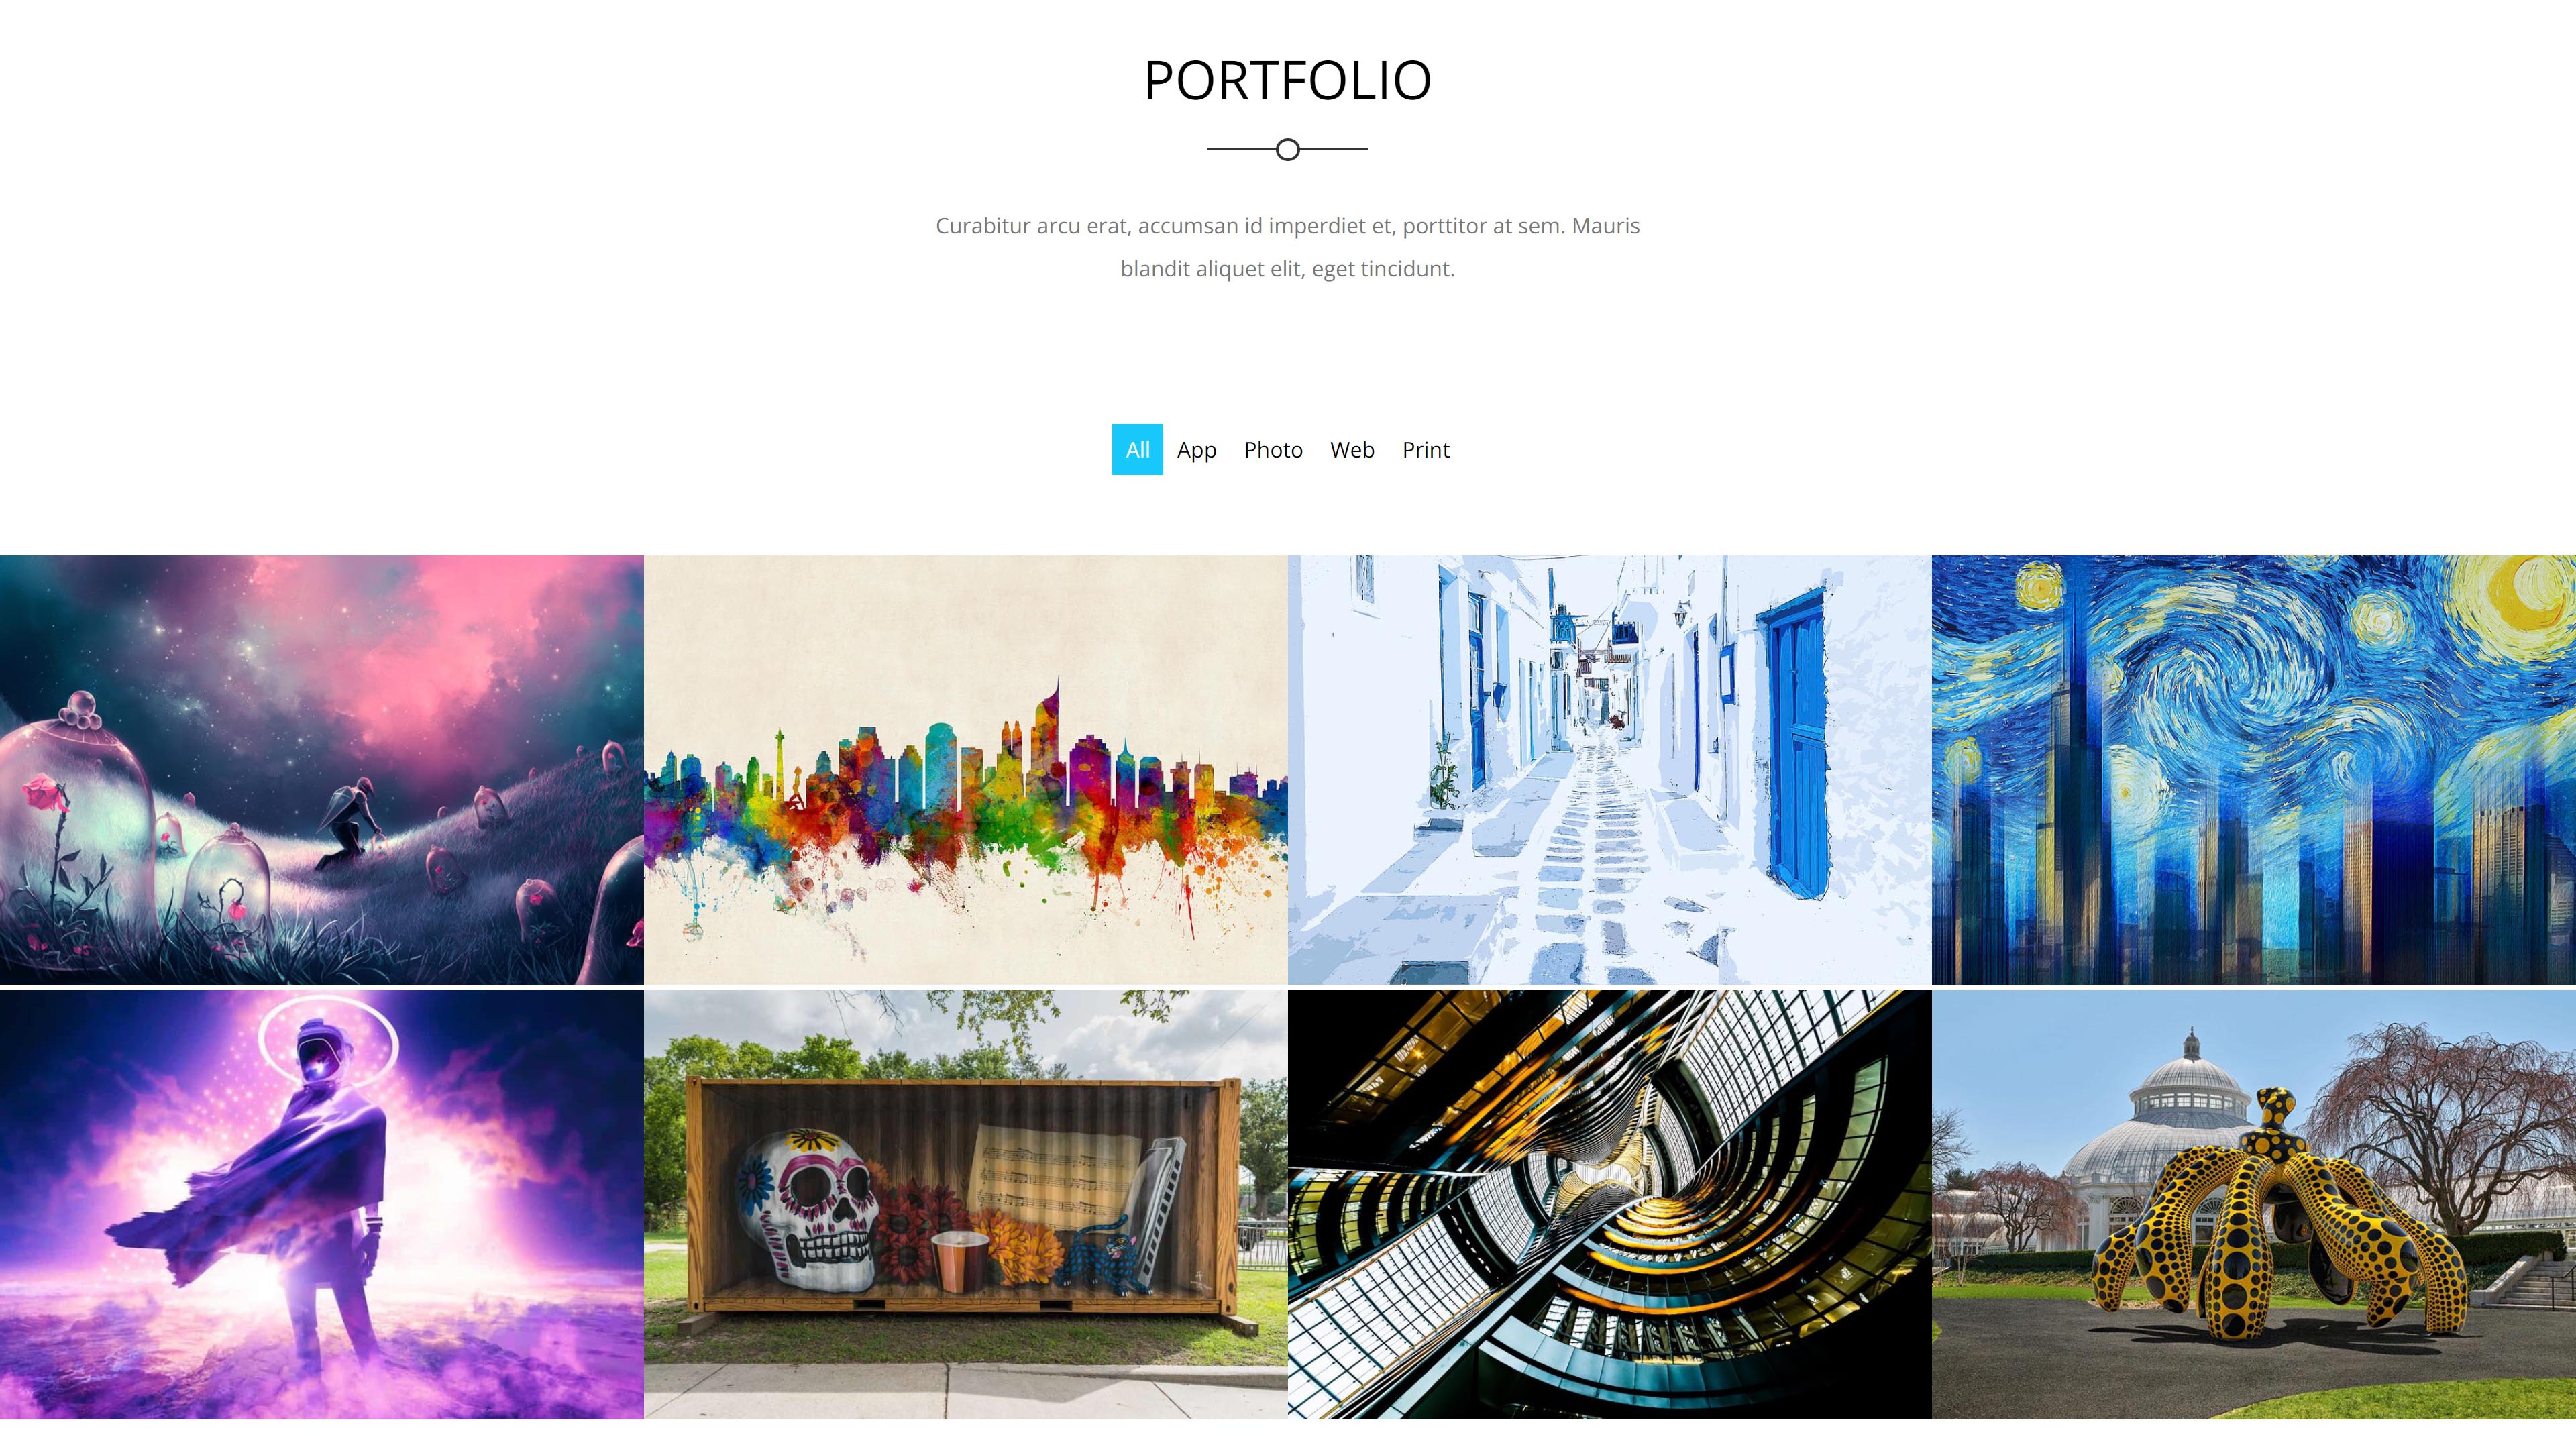 PORTFOLIO
Curabitur arcu erat, accumsan id imperdiet et, porttitor at sem. Mauris
blandit aliquet elit, eget tincidunt.
All App Photo Web Print